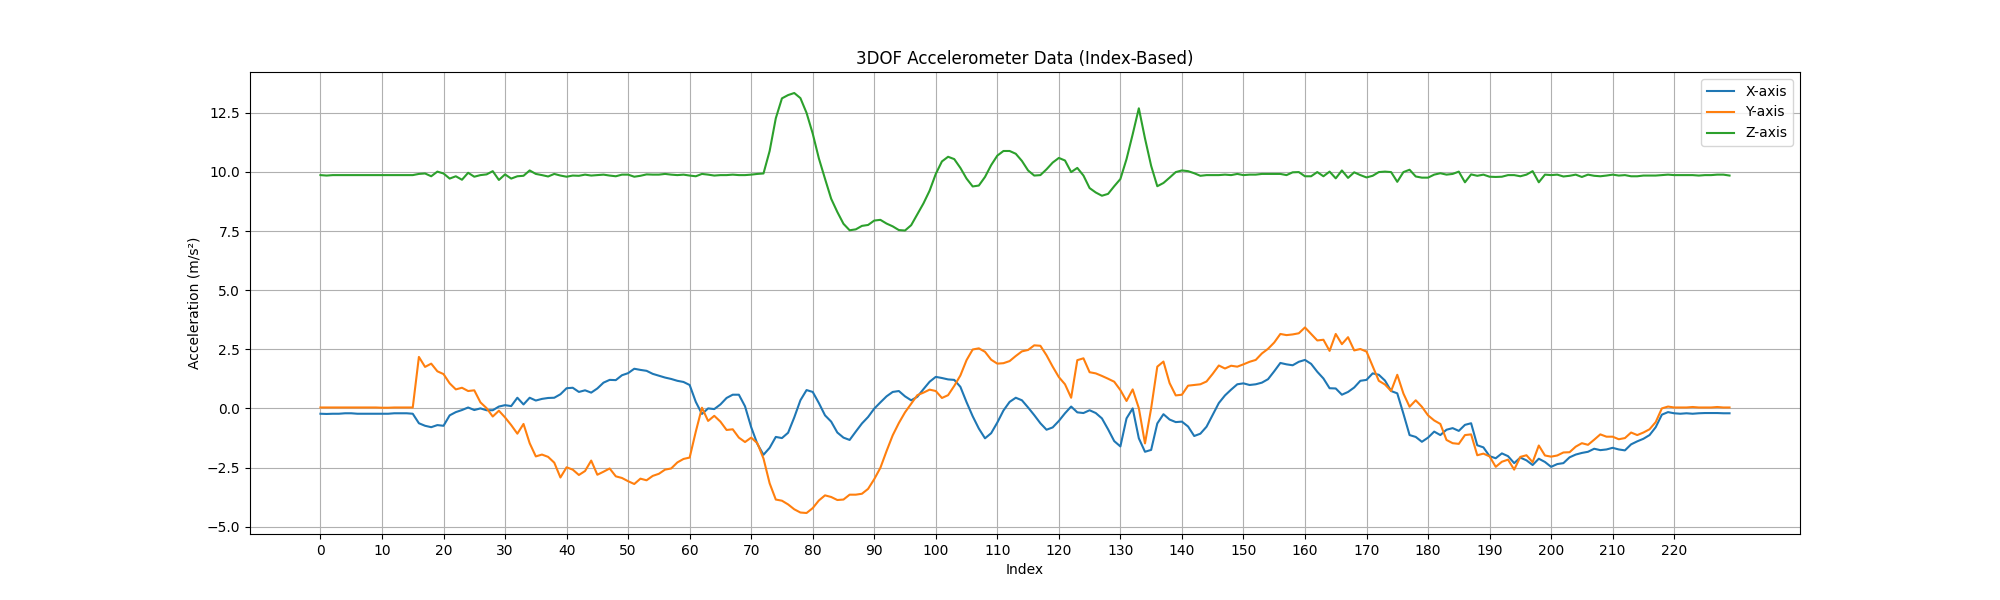 3DOF Accelerometer Data (Index-Based)
X-axis
Y-axis
Z-axis
Acceleration (m/s²)
12.5
10.0
7.5
5.0
2.5
0.0
−2.5
−5.0
0 10 20 30 40 50 60 70 80 90 100 110 120 130 140 150 160 170 180 190 200 210 220
Index